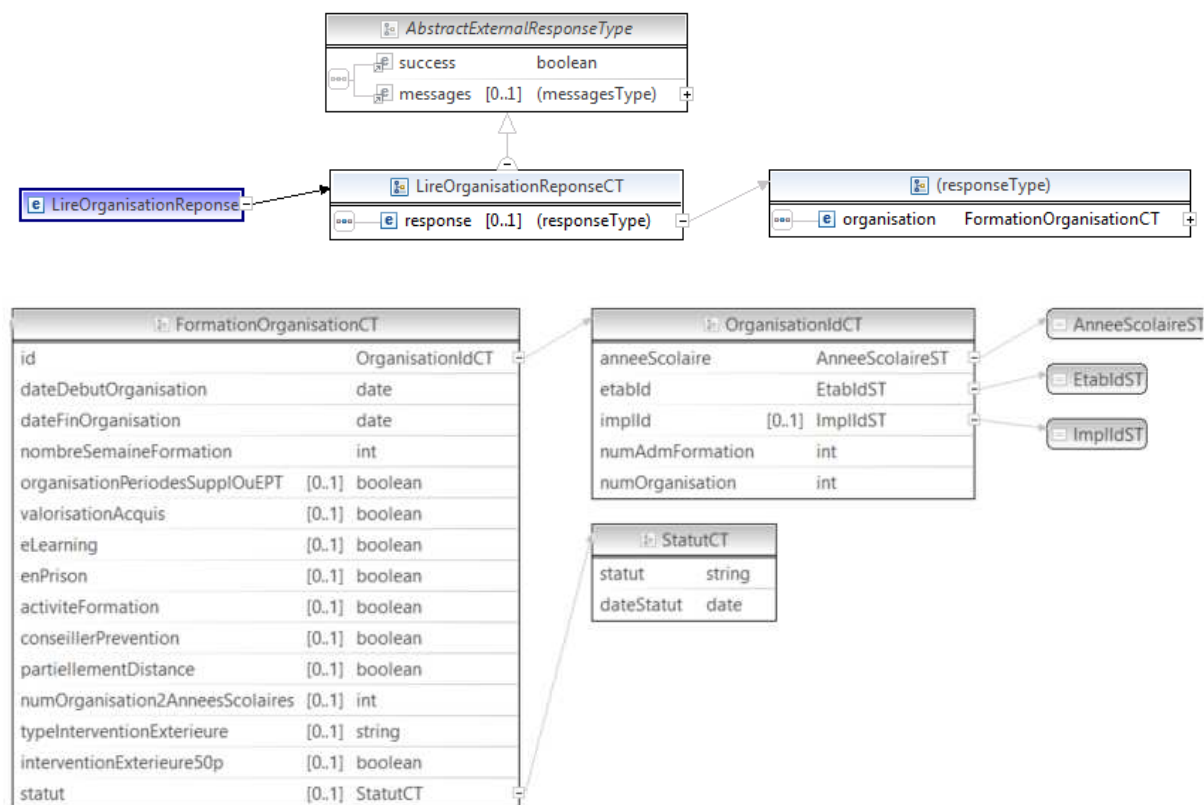 AbstractExternalResponseType
success boolean
messages [0..1] (messagesType)
LireOrganisationReponseCT
(responseType)
LireOrganisationReponse
response [0..1] (responseType)
organisation FormationOrganisationCT
FormationOrganisationCT
id OrganisationIdCT
dateDebutOrganisation date
dateFinOrganisation date
nombreSemaineFormation int
organisationPeriodesSupplOuEPT [0..1] boolean
valorisationAcquis [0..1] boolean
eLearning [0..1] boolean
enPrison [0..1] boolean
activiteFormation [0..1] boolean
conseillerPrevention [0..1] boolean
partiellementDistance [0..1] boolean
numOrganisation2AnneesScolaires [0..1] int
typeInterventionExterieure [0..1] string
interventionExterieure50p [0..1] boolean
statut [0..1] StatutCT
OrganisationIdCT
anneeScolaire AnneeScolaireST
etabId EtabIdST
implId [0..1] ImplIdST
numAdmFormation int
numOrganisation int
AnneeScolaireST
EtabIdST
ImplIdST
StatutCT
statut string
dateStatut date